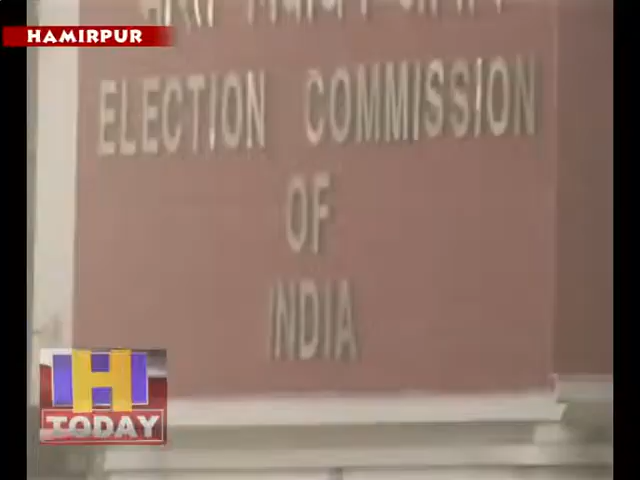 HAMIRPUR
ELECTION COMMISSION
OF
INDIA
H
TODAY